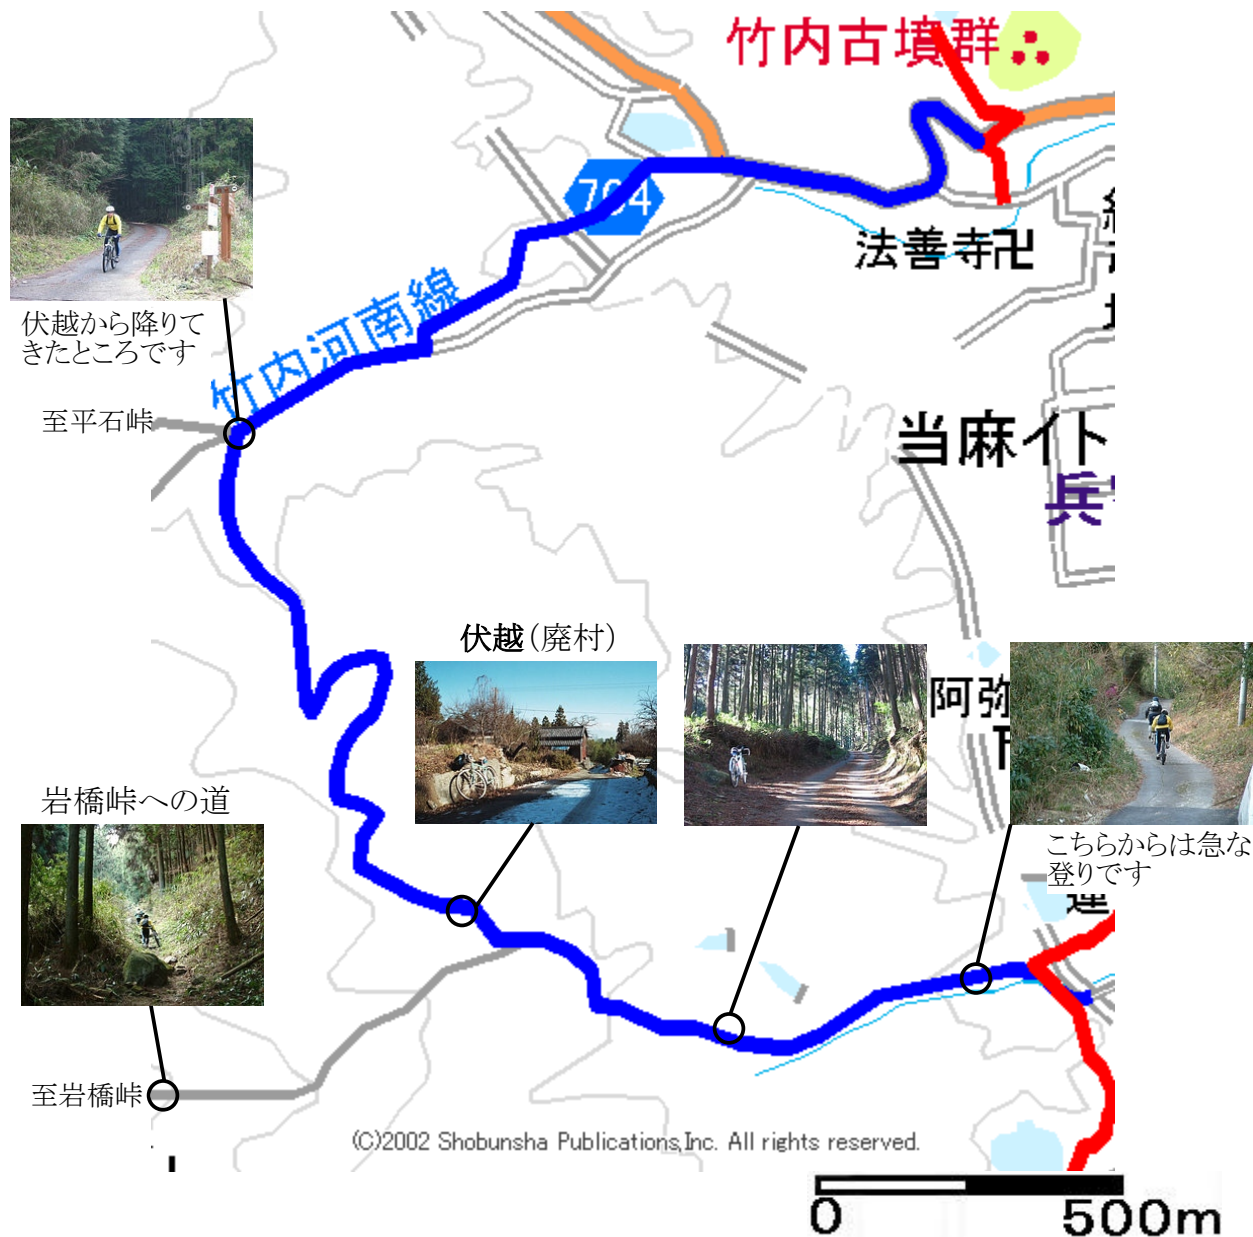 竹内古墳群
704
法善寺卍
伏越から降りて
きたところです
竹内河南線
至平石峠
当麻イト
兵
伏越(廃村)
阿弥
岩橋峠への道
こちらからは急な
登りです
蓮
至岩橋峠
(C)2002 Shobunsha Publications,Inc. All rights reserved.
0 500m